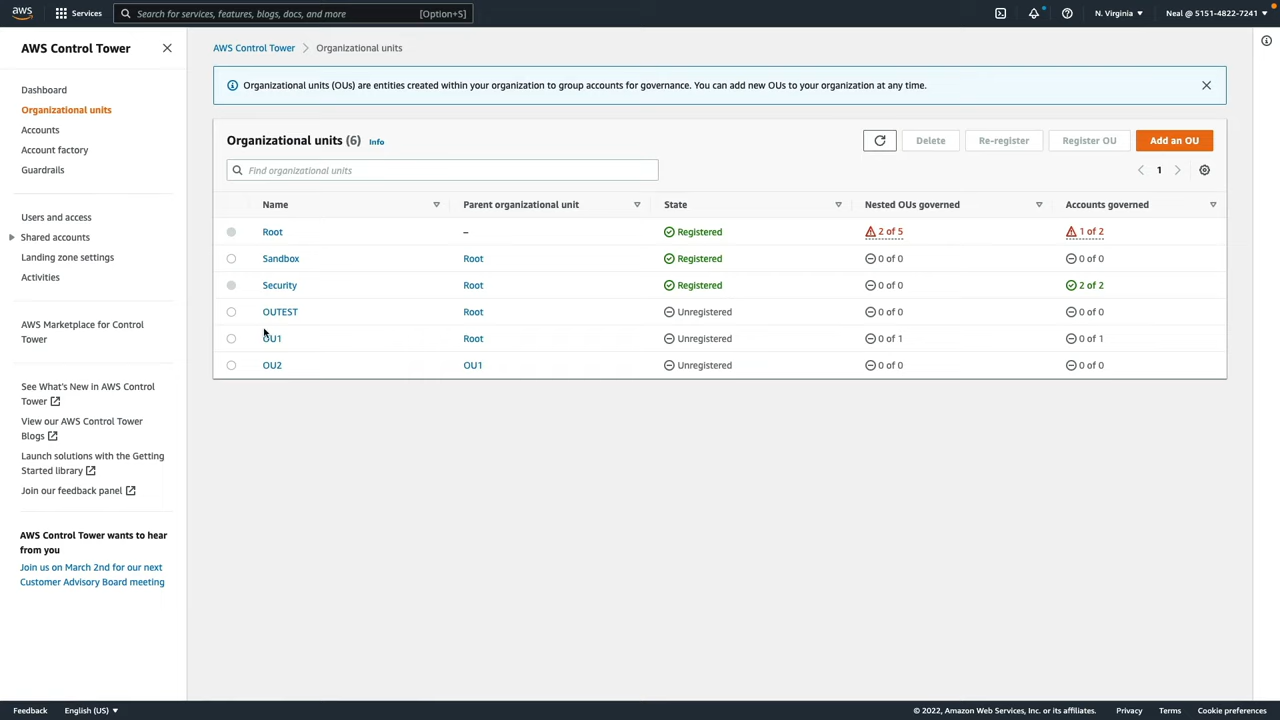 aws Services Search for services, features, blogs, docs, and more [Option+S] N. Virginia Neal @ 5151-4822-7241
AWS Control Tower
Dashboard
Organizational units
Accounts
Account factory
Guardrails
Users and access
Shared accounts
Landing zone settings
Activities
AWS Marketplace for Control
Tower
See What's New in AWS Control
Tower
View our AWS Control Tower
Blogs
Launch solutions with the Getting
Started library
Join our feedback panel
AWS Control Tower wants to hear
from you
Join us on March 2nd for our next
Customer Advisory Board meeting
AWS Control Tower > Organizational units
Organizational units (OUs) are entities created within your organization to group accounts for governance. You can add new OUs to your organization at any time.
Organizational units (6) Info Delete Re-register Register OU Add an OU
Find organizational units 1
Name Parent organizational unit State Nested OUs governed Accounts governed
Root – Registered 2 of 5 1 of 2
Sandbox Root Registered 0 of 0 0 of 0
Security Root Registered 0 of 0 2 of 2
OUTEST Root Unregistered 0 of 0 0 of 0
OU1 Root Unregistered 0 of 1 0 of 1
OU2 OU1 Unregistered 0 of 0 0 of 0
Feedback English (US) © 2022, Amazon Web Services, Inc. or its affiliates. Privacy Terms Cookie preferences